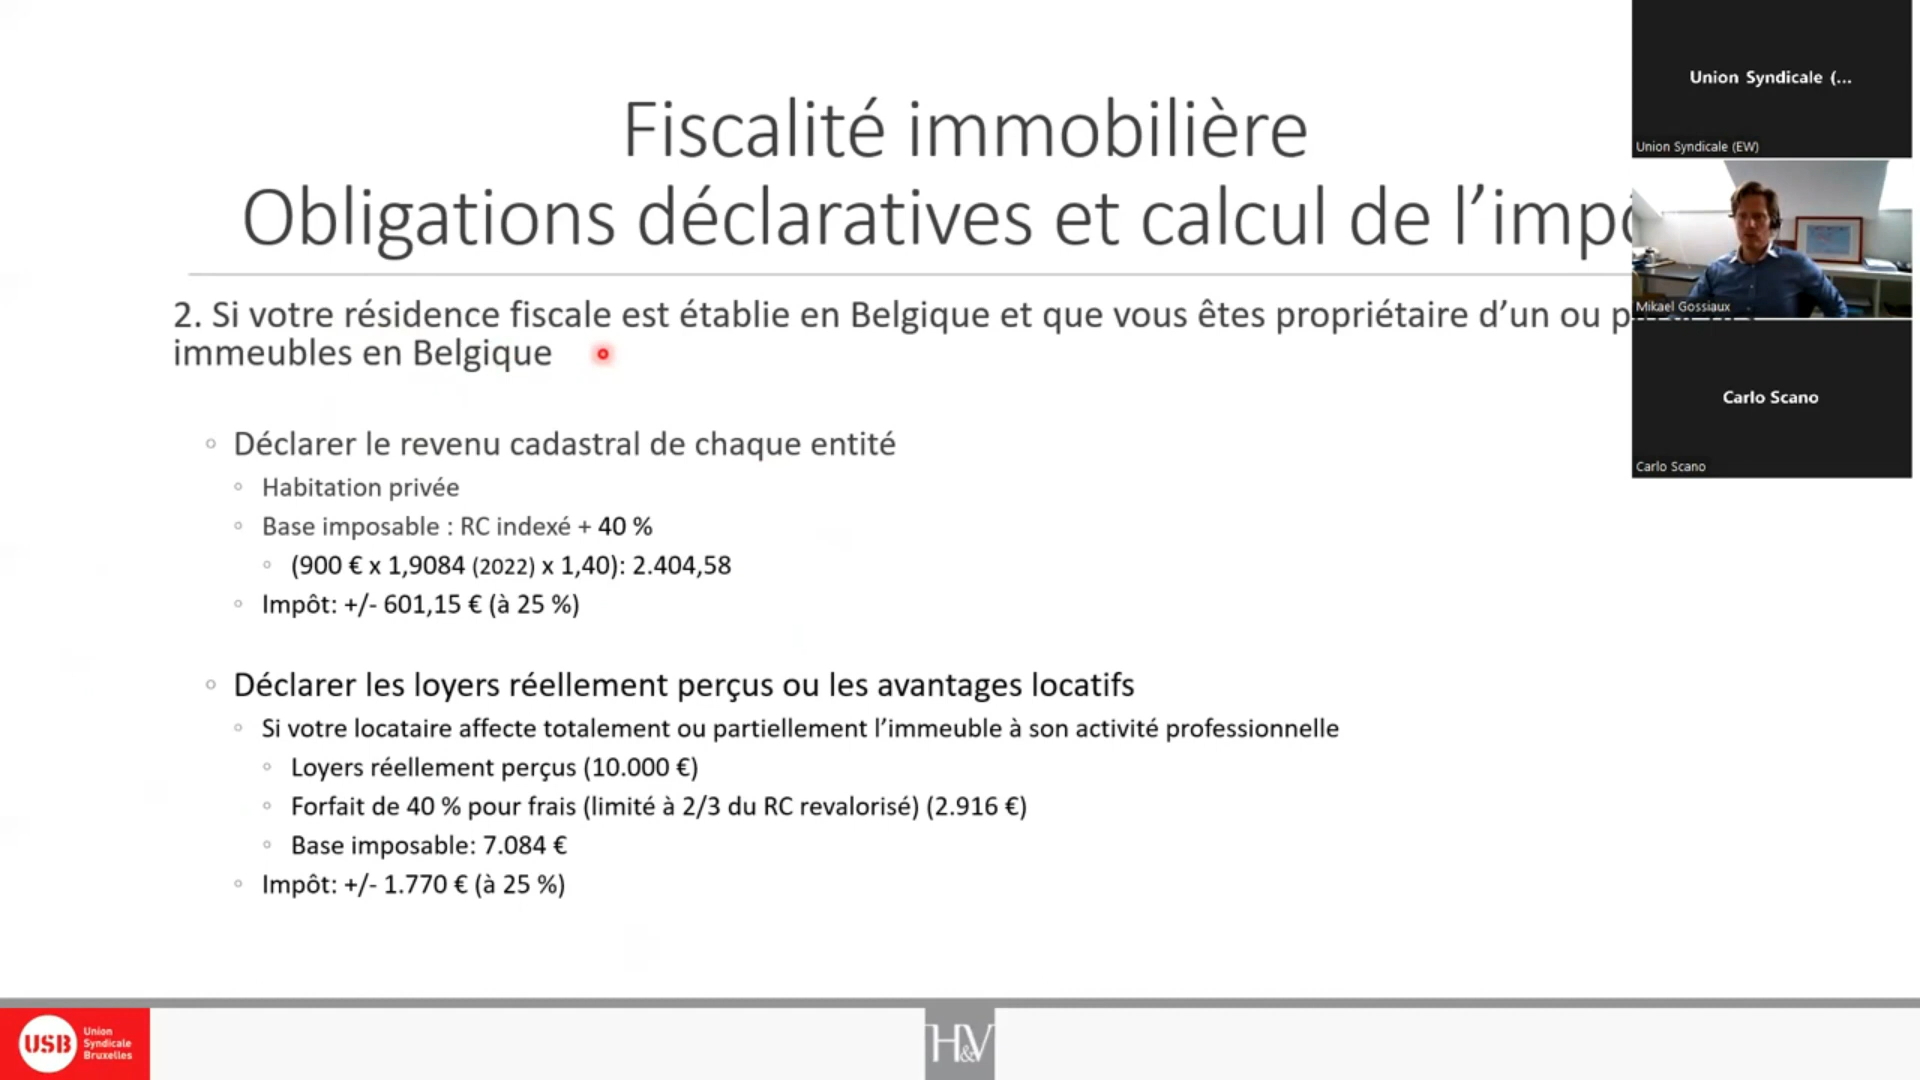 Fiscalité immobilière
Obligations déclaratives et calcul de l'imp
2. Si votre résidence fiscale est établie en Belgique et que vous êtes propriétaire d'un ou
immeubles en Belgique
Déclarer le revenu cadastral de chaque entité
Habitation privée
Base imposable : RC indexé + 40 %
(900 € x 1,9084 (2022) x 1,40): 2.404,58
Impôt: +/- 601,15 € (à 25 %)
Déclarer les loyers réellement perçus ou les avantages locatifs
Si votre locataire affecte totalement ou partiellement l'immeuble à son activité professionnelle
Loyers réellement perçus (10.000 €)
Forfait de 40 % pour frais (limité à 2/3 du RC revalorisé) (2.916 €)
Base imposable: 7.084 €
Impôt: +/- 1.770 € (à 25 %)
Union Syndicale (...
Union Syndicale (EW)
Mikael Gossiaux
Carlo Scano
Carlo Scano
USB
Union
Syndicale
Bruxelles
H&V